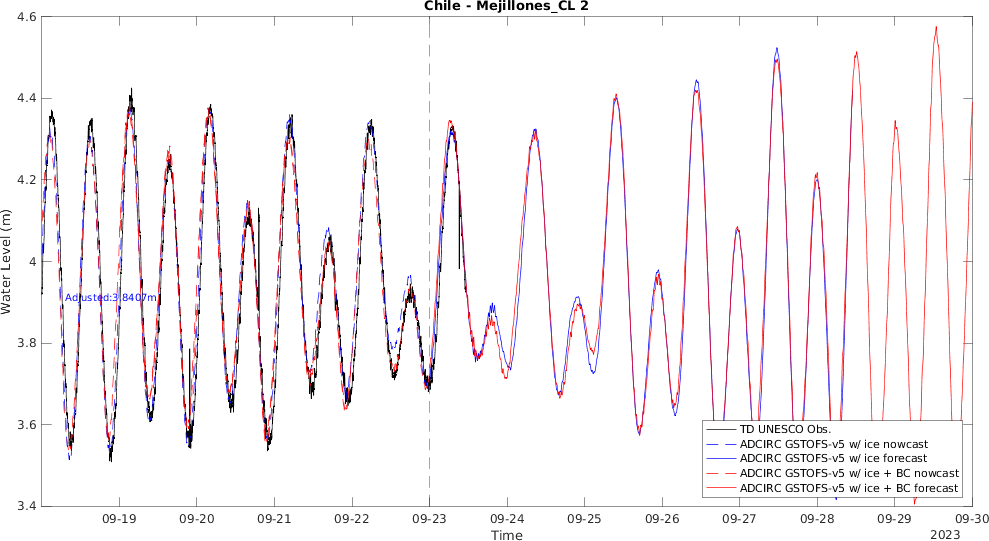 Chile - Mejillones_CL 2
4.6
4.4
4.2
4
3.8
3.6
3.4
Water Level (m)
Adjusted:3.8407m
TD UNESCO Obs.
ADCIRC GSTOFS-v5 w/ ice nowcast
ADCIRC GSTOFS-v5 w/ ice forecast
ADCIRC GSTOFS-v5 w/ ice + BC nowcast
ADCIRC GSTOFS-v5 w/ ice + BC forecast
09-19 09-20 09-21 09-22 09-23 09-24 09-25 09-26 09-27 09-28 09-29 09-30
Time
2023